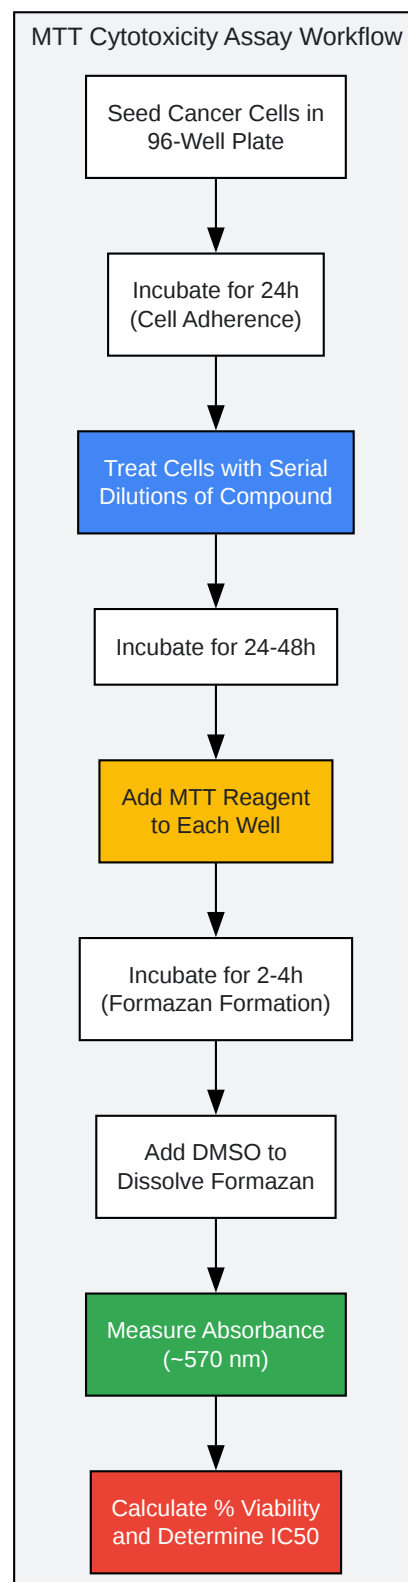 MTT Cytotoxicity Assay Workflow
Seed Cancer Cells in
96-Well Plate
Incubate for 24h
(Cell Adherence)
Treat Cells with Serial
Dilutions of Compound
Incubate for 24-48h
Add MTT Reagent
to Each Well
Incubate for 2-4h
(Formazan Formation)
Add DMSO to
Dissolve Formazan
Measure Absorbance
(~570 nm)
Calculate % Viability
and Determine IC50